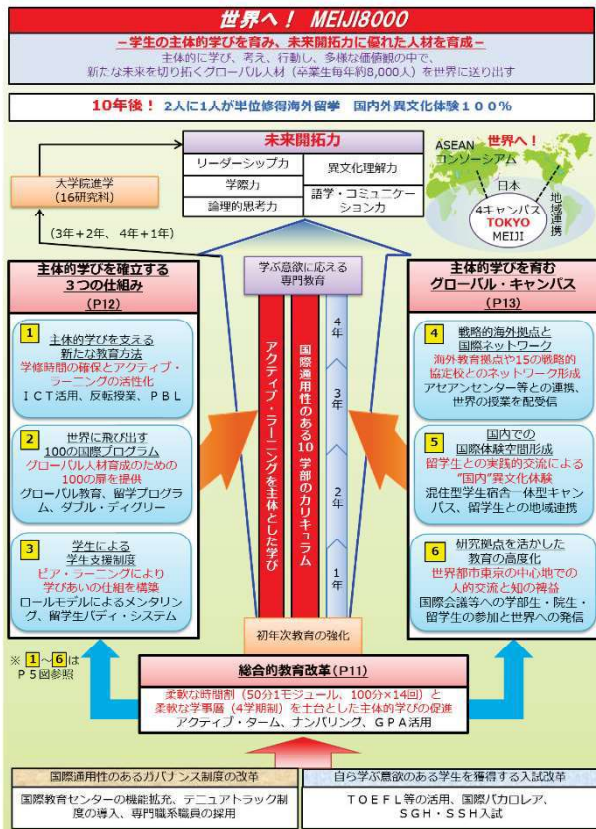 世界へ！ MEIJI8000
－学生の主体的学びを育み、未来開拓力に優れた人材を育成－
主体的に学び、考え、行動し、多様な価値観の中で、
新たな未来を切り拓くグローバル人材（卒業生毎年約8,000人）を世界に送り出す
10年後！ 2人に1人が単位修得海外留学 国内外異文化体験１００％
未来開拓力
リーダーシップ力
学際力
論理的思考力
異文化理解力
語学・コミュニケー
ション力
大学院進学
(16研究科)
（3年+2年、4年+1年）
世界へ！
ASEAN
コンソーシアム
日本
4キャンパス
TOKYO
MEIJI
地域連携
主体的学びを確立する
３つの仕組み
(P12)
1
主体的学びを支える
新たな教育方法
学修時間の確保とアクティブ・
ラーニングの活性化
ＩＣＴ活用、反転授業、ＰＢＬ
2
世界に飛び出す
100の国際プログラム
グローバル人材育成のための
100の扉を提供
グローバル教育、留学プログラ
ム、ダブル・ディグリー
3
学生による
学生支援制度
ピア・ラーニングにより
学びあいの仕組を構築
ロールモデルによるメンタリ
ング、留学生バディ・システム
学ぶ意欲に応える
専門教育
アクティブ・ラーニングを主体とした学び
国際通用性のある10学部のカリキュラム
４年
３年
２年
１年
初年次教育の強化
主体的学びを育む
グローバル・キャンパス
(P13)
4
戦略的海外拠点と
国際ネットワーク
海外教育拠点や15の戦略的
協定校とのネットワーク形成
アセアンセンター等との連携、
世界の授業を配受信
5
国内での
国際体験空間形成
留学生との実践的交流による
”国内”異文化体験
混住型学生宿舎一体型キャン
パス、留学生との地域連携
6
研究拠点を活かした
教育の高度化
世界都市東京の中心地での
人的交流と知の裨益
国際会議等への学部生・院生・
留学生の参加と世界への発信
※ 1～6は
Ｐ５図参照
総合的教育改革（P11）
柔軟な時間割（50分1モジュール、100分×14回）と
柔軟な学事暦（4学期制）を土台とした主体的学びの促進
アクティブ・ターム、ナンバリング、ＧＰＡ活用
国際通用性のあるガバナンス制度の改革
国際教育センターの機能拡充、テニュアトラック制
度の導入、専門職系職員の採用
自ら学ぶ意欲のある学生を獲得する入試改革
ＴＯＥＦＬ等の活用、国際バカロレア、
ＳＧＨ・ＳＳＨ入試